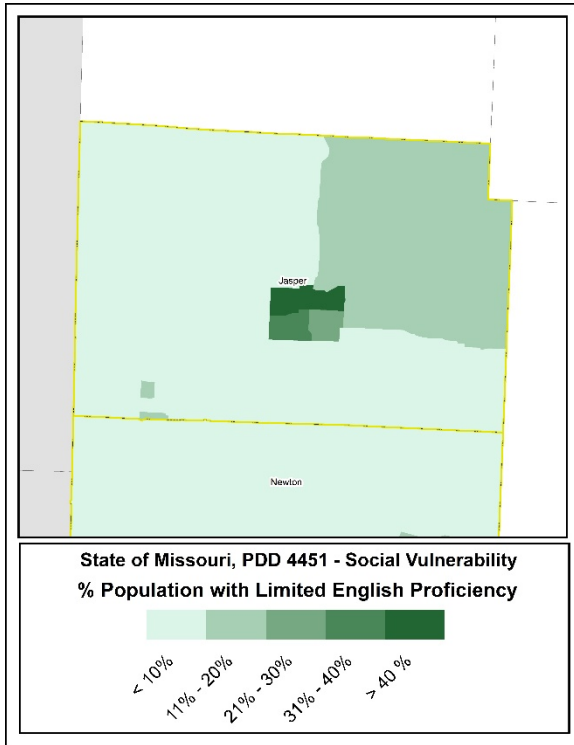 Jasper
Newton
State of Missouri, PDD 4451 - Social Vulnerability
% Population with Limited English Proficiency
< 10%
11% - 20%
21% - 30%
31% - 40%
> 40 %